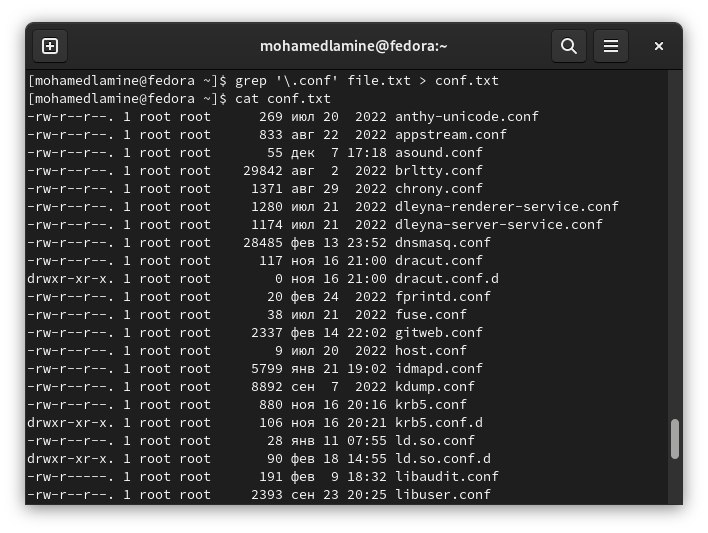 mohamedlamine@fedora:~
[mohamedlamine@fedora ~]$ grep '\.conf' file.txt > conf.txt
[mohamedlamine@fedora ~]$ cat conf.txt
-rw-r--r--. 1 root root      269 июл 20  2022 anthy-unicode.conf
-rw-r--r--. 1 root root      833 авг 22  2022 appstream.conf
-rw-r--r--. 1 root root       55 дек  7 17:18 asound.conf
-rw-r--r--. 1 root root    29842 авг  2  2022 brltty.conf
-rw-r--r--. 1 root root     1371 авг 29  2022 chrony.conf
-rw-r--r--. 1 root root     1280 июл 21  2022 dleyna-renderer-service.conf
-rw-r--r--. 1 root root     1174 июл 21  2022 dleyna-server-service.conf
-rw-r--r--. 1 root root    28485 фев 13 23:52 dnsmasq.conf
-rw-r--r--. 1 root root      117 ноя 16 21:00 dracut.conf
drwxr-xr-x. 1 root root        0 ноя 16 21:00 dracut.conf.d
-rw-r--r--. 1 root root       20 фев 24  2022 fprintd.conf
-rw-r--r--. 1 root root       38 июл 21  2022 fuse.conf
-rw-r--r--. 1 root root     2337 фев 14 22:02 gitweb.conf
-rw-r--r--. 1 root root        9 июл 20  2022 host.conf
-rw-r--r--. 1 root root     5799 янв 21 19:02 idmapd.conf
-rw-r--r--. 1 root root     8892 сен  7  2022 kdump.conf
-rw-r--r--. 1 root root      880 ноя 16 20:16 krb5.conf
drwxr-xr-x. 1 root root      106 ноя 16 20:21 krb5.conf.d
-rw-r--r--. 1 root root       28 янв 11 07:55 ld.so.conf
drwxr-xr-x. 1 root root       90 фев 18 14:55 ld.so.conf.d
-rw-r-----. 1 root root      191 фев  9 18:32 libaudit.conf
-rw-r--r--. 1 root root     2393 сен 23 20:25 libuser.conf